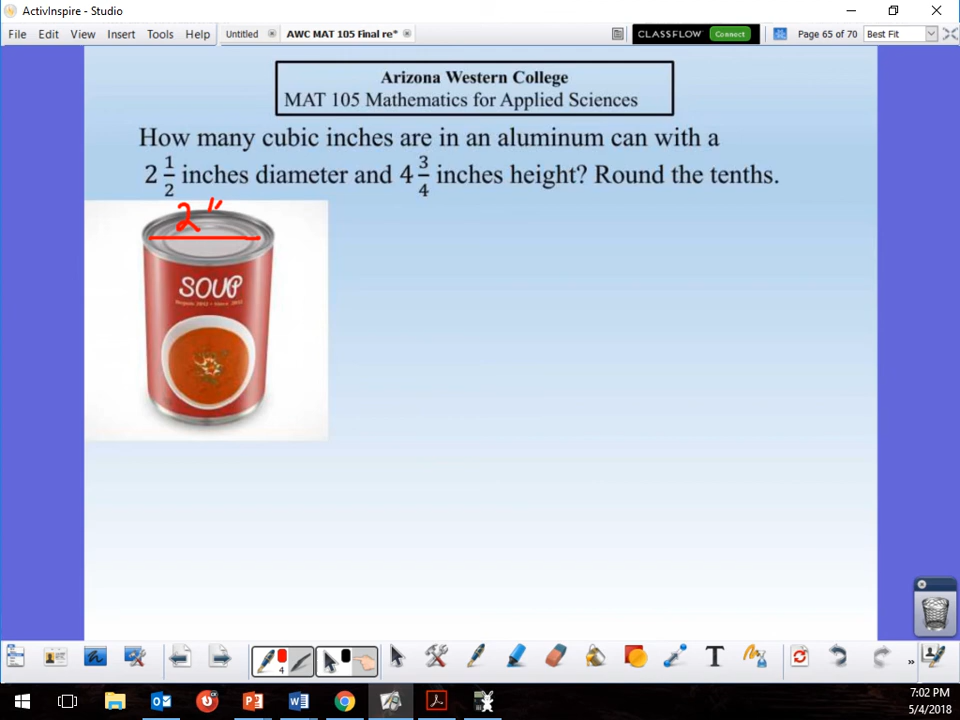 ActivInspire - Studio
File Edit View Insert Tools Help Untitled AWC MAT 105 Final re* CLASSFLOW Connect Page 65 of 70 Best Fit
Arizona Western College
MAT 105 Mathematics for Applied Sciences
How many cubic inches are in an aluminum can with a
2 1/2 inches diameter and 4 3/4 inches height? Round the tenths.
2"
SOUP
4
7:02 PM
5/4/2018